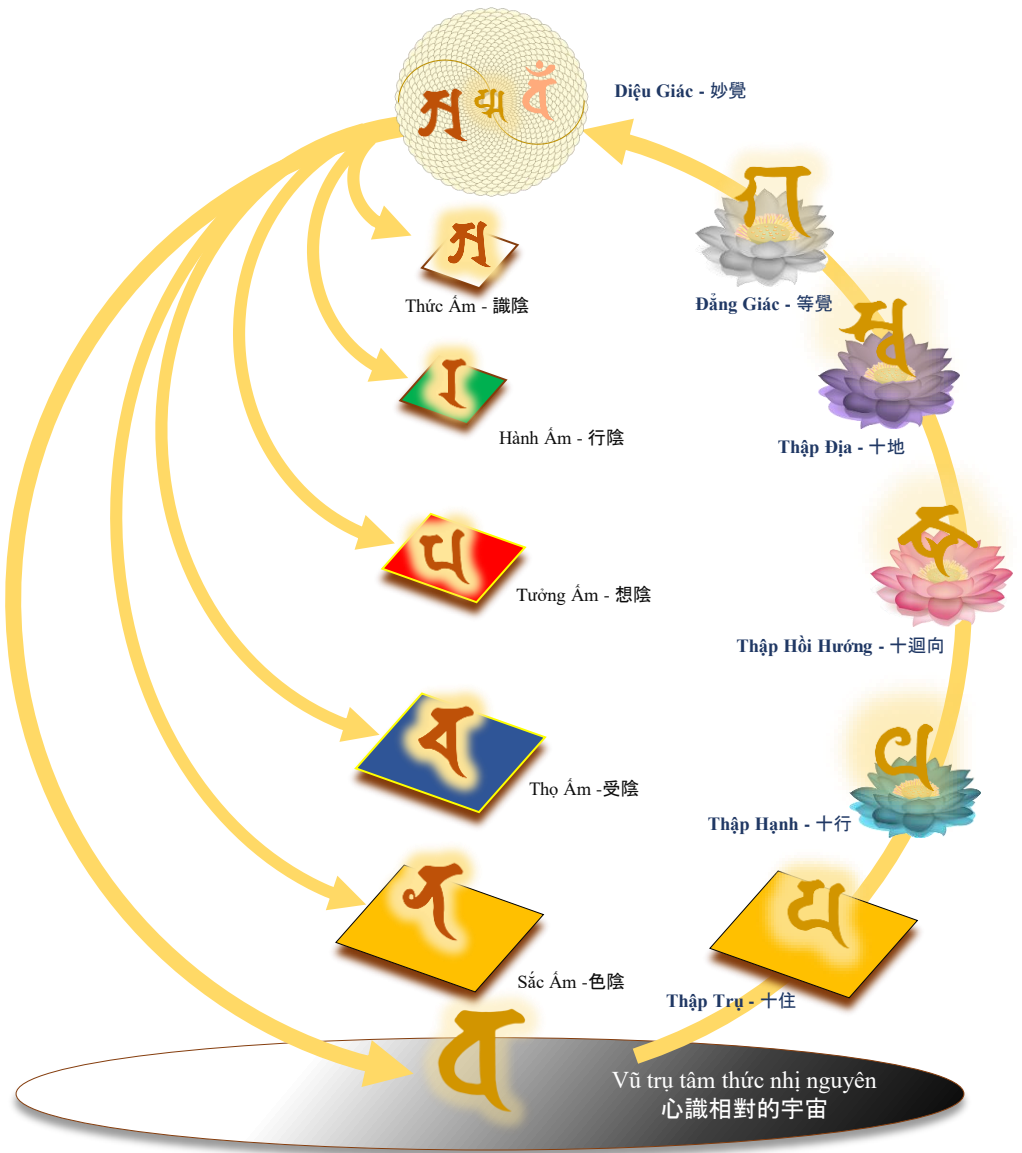 Diệu Giác - 妙覺
Đẳng Giác - 等覺
Thức Ấm - 識陰
Hành Ấm - 行陰
Thập Địa - 十地
Tưởng Ấm - 想陰
Thập Hồi Hướng - 十迴向
Thọ Ấm -受陰
Thập Hạnh - 十行
Sắc Ấm -色陰
Thập Trụ - 十住
Vũ trụ tâm thức nhị nguyên
心識相對的宇宙